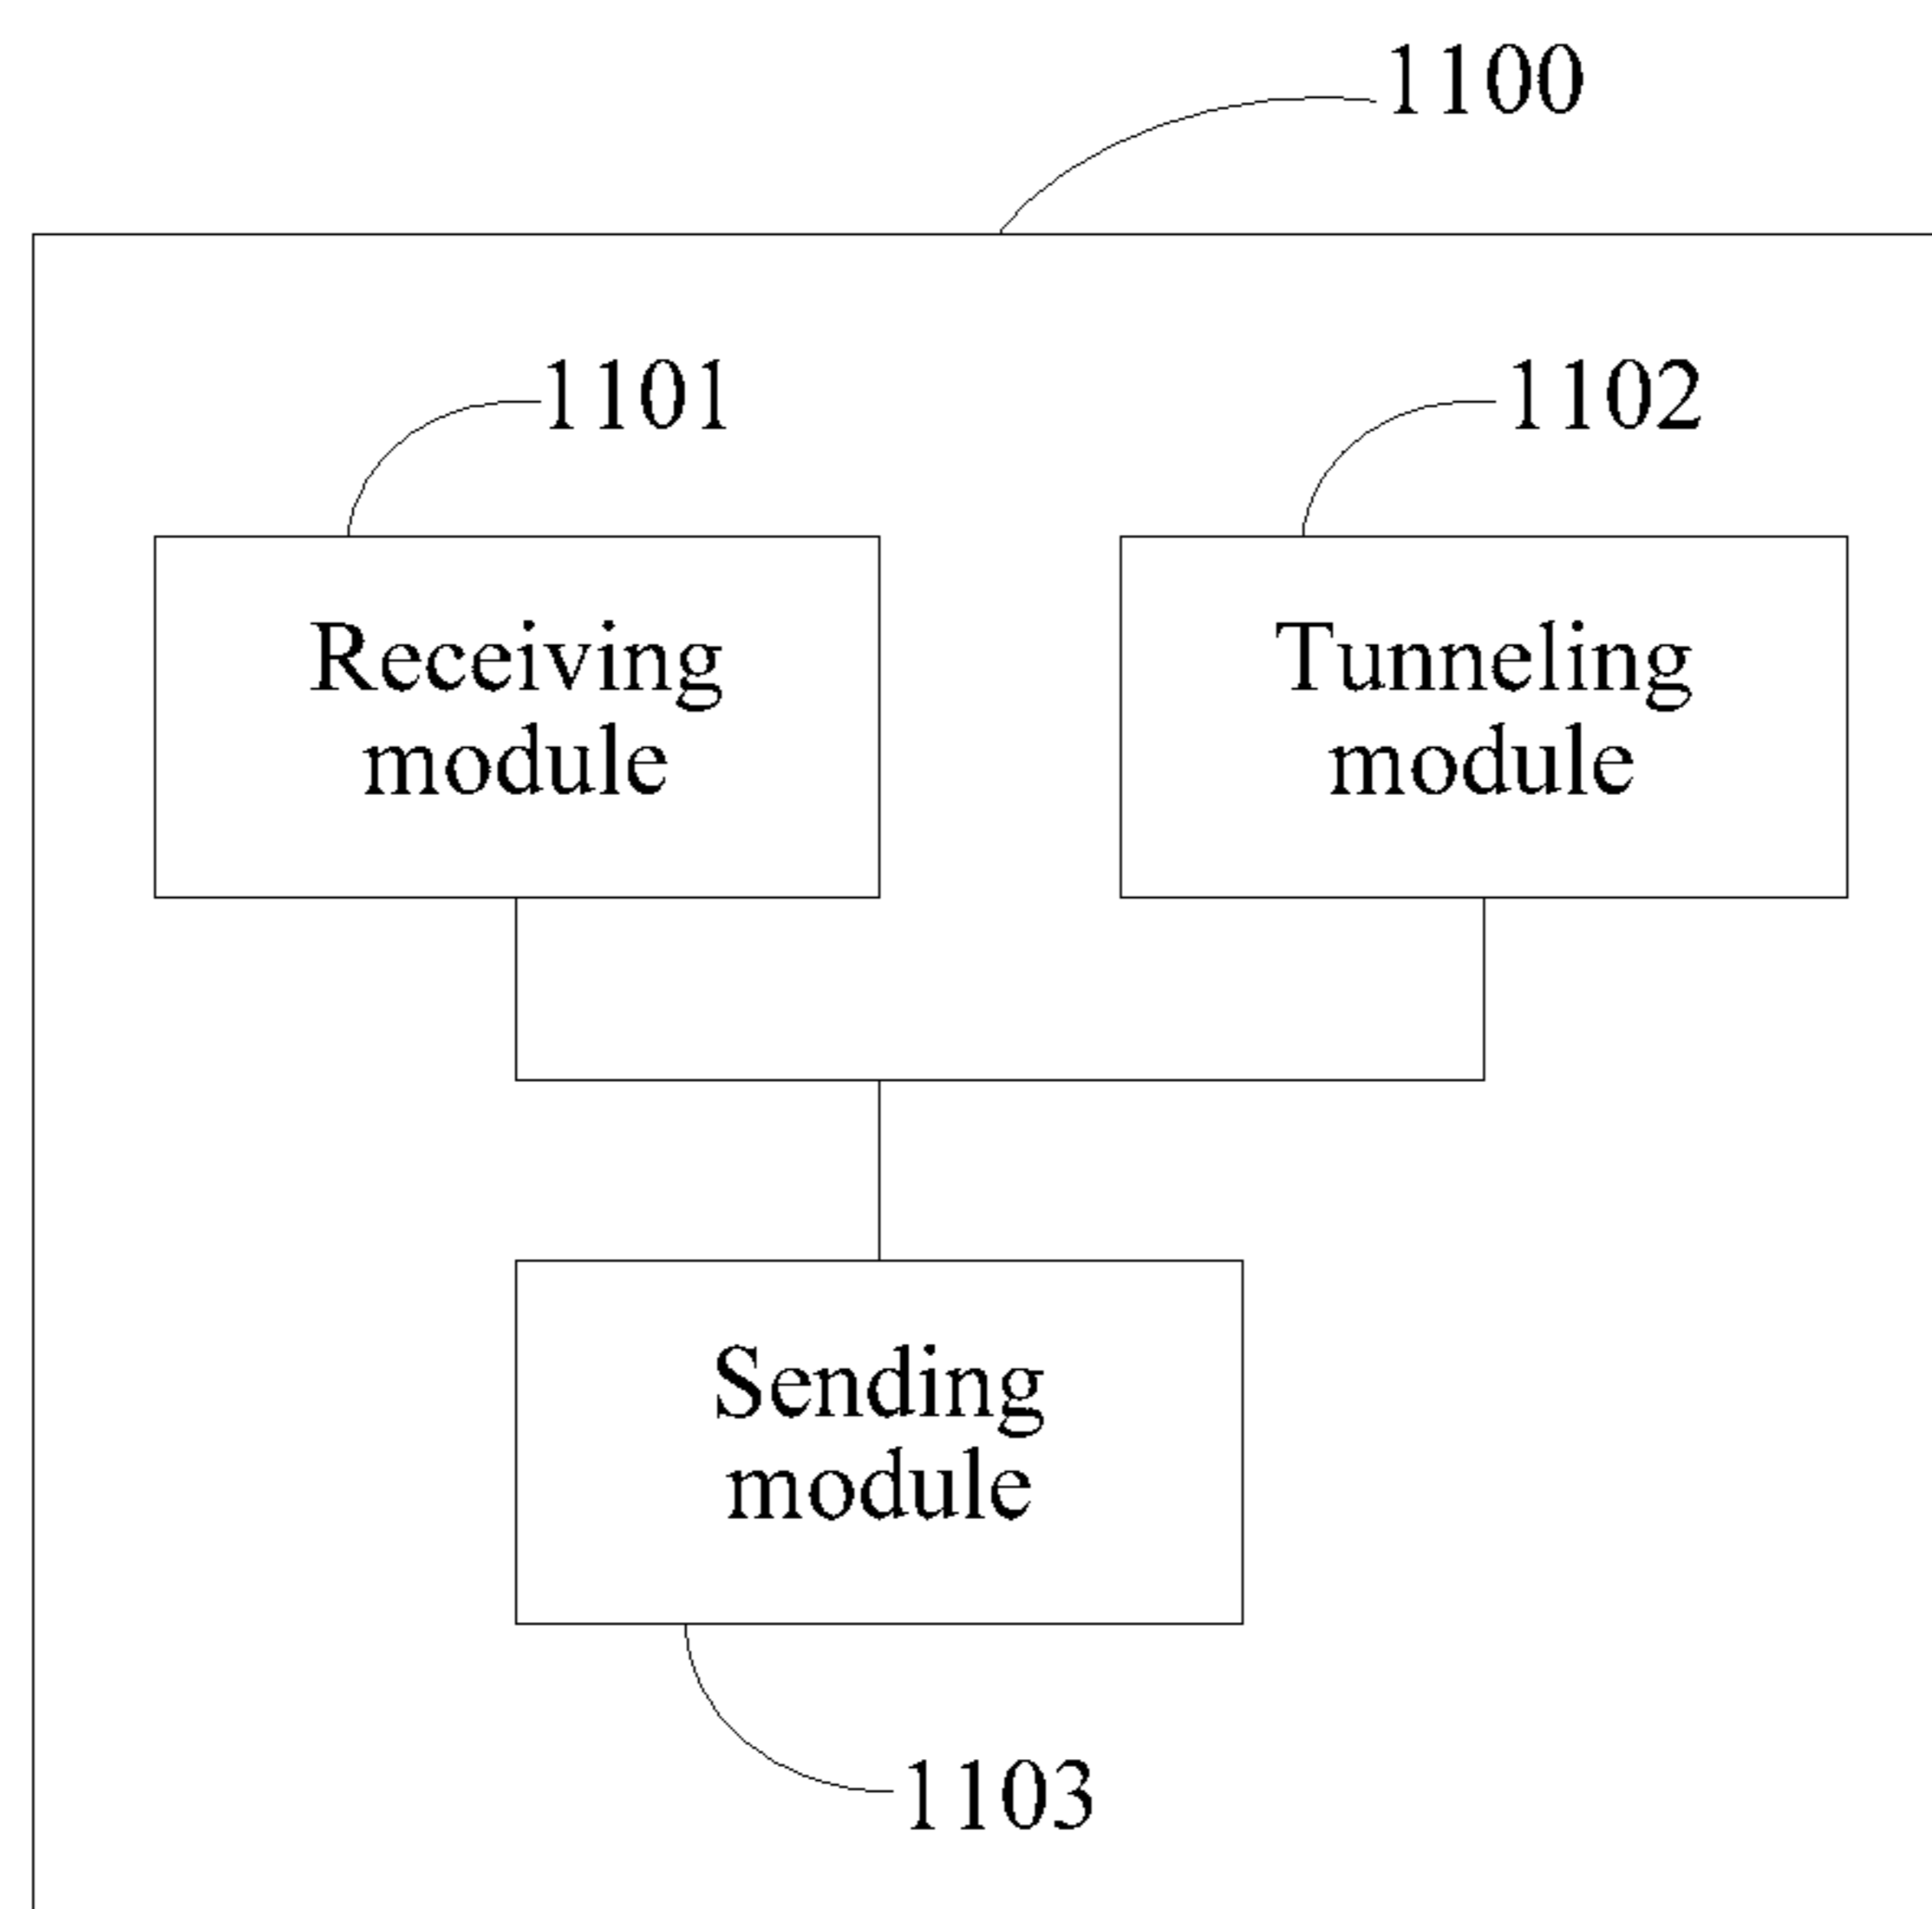 1100
1101
1102
Receiving
module
Tunneling
module
Sending
module
1103